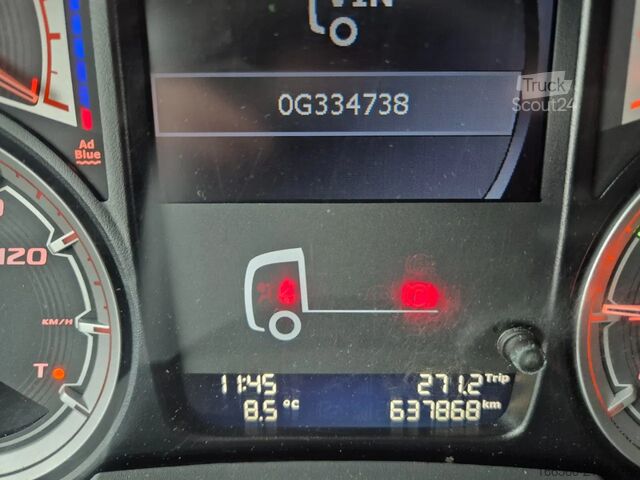 VIN
Truck
Scout24
0G334738
Ad
Blue
120
KM/H
T
11:45
271.2 Trip
8.5 °C
637868 km